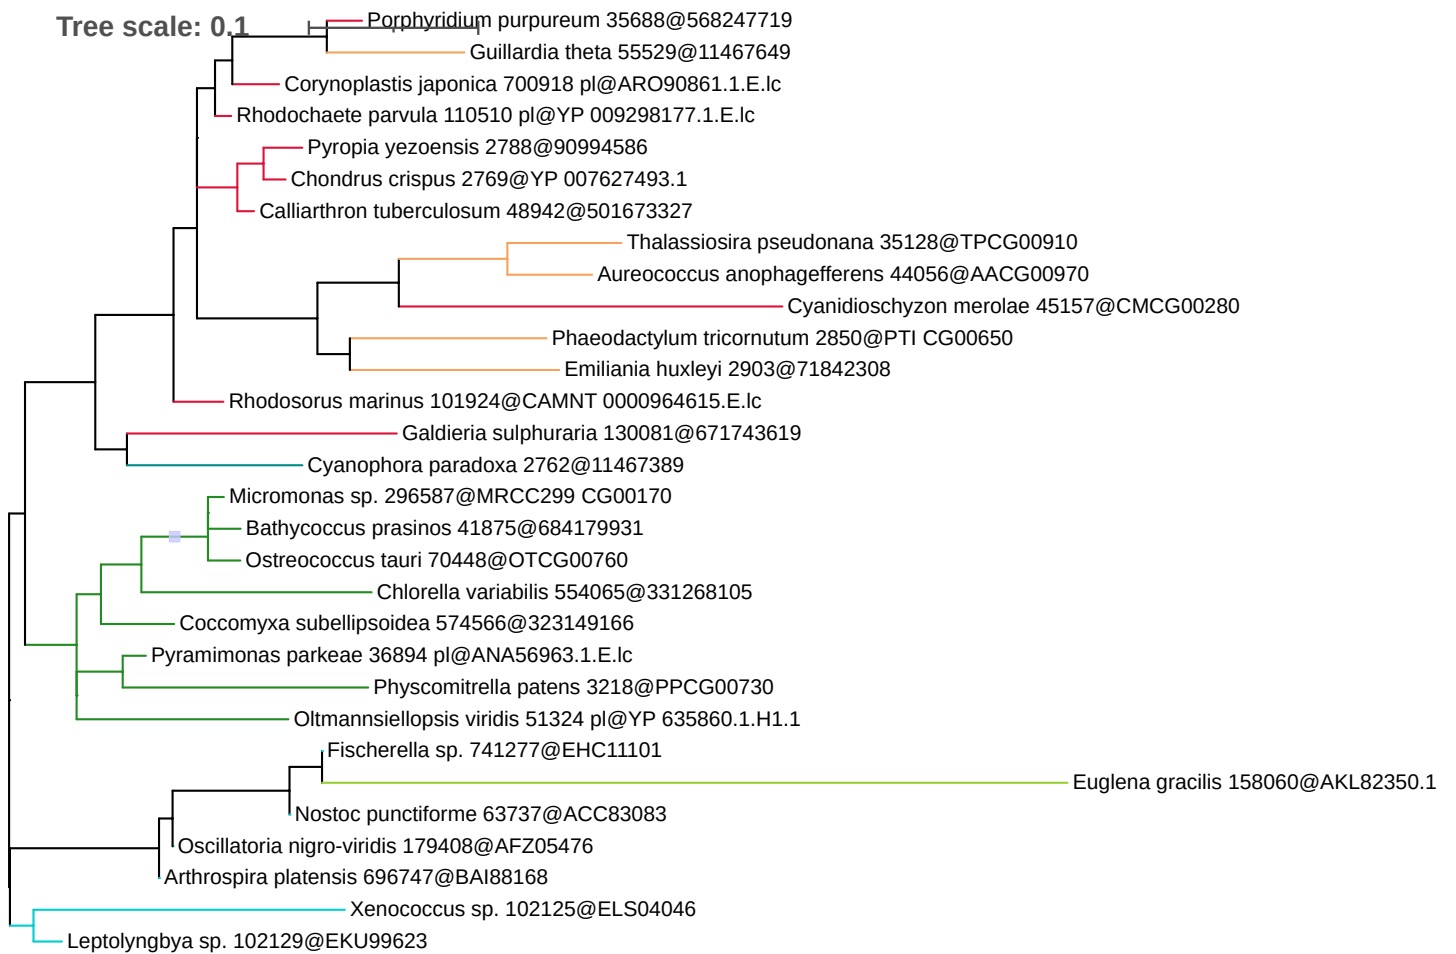 Tree scale: 0.1
Porphyridium purpureum 35688@568247719
Guillardia theta 55529@11467649
Corynoplastis japonica 700918 pl@ARO90861.1.E.lc
Rhodochaete parvula 110510 pl@YP 009298177.1.E.lc
Pyropia yezoensis 2788@90994586
Chondrus crispus 2769@YP 007627493.1
Calliarthron tuberculosum 48942@501673327
Thalassiosira pseudonana 35128@TPCG00910
Aureococcus anophagefferens 44056@AACG00970
Cyanidioschyzon merolae 45157@CMCG00280
Phaeodactylum tricornutum 2850@PTI CG00650
Emiliania huxleyi 2903@71842308
Rhodosorus marinus 101924@CAMNT 0000964615.E.lc
Galdieria sulphuraria 130081@671743619
Cyanophora paradoxa 2762@11467389
Micromonas sp. 296587@MRCC299 CG00170
Bathycoccus prasinos 41875@684179931
Ostreococcus tauri 70448@OTCG00760
Chlorella variabilis 554065@331268105
Coccomyxa subellipsoidea 574566@323149166
Pyramimonas parkeae 36894 pl@ANA56963.1.E.lc
Physcomitrella patens 3218@PPCG00730
Oltmannsiellopsis viridis 51324 pl@YP 635860.1.H1.1
Fischerella sp. 741277@EHC11101
Euglena gracilis 158060@AKL82350.1
Nostoc punctiforme 63737@ACC83083
Oscillatoria nigro-viridis 179408@AFZ05476
Arthrospira platensis 696747@BAI88168
Xenococcus sp. 102125@ELS04046
Leptolyngbya sp. 102129@EKU99623